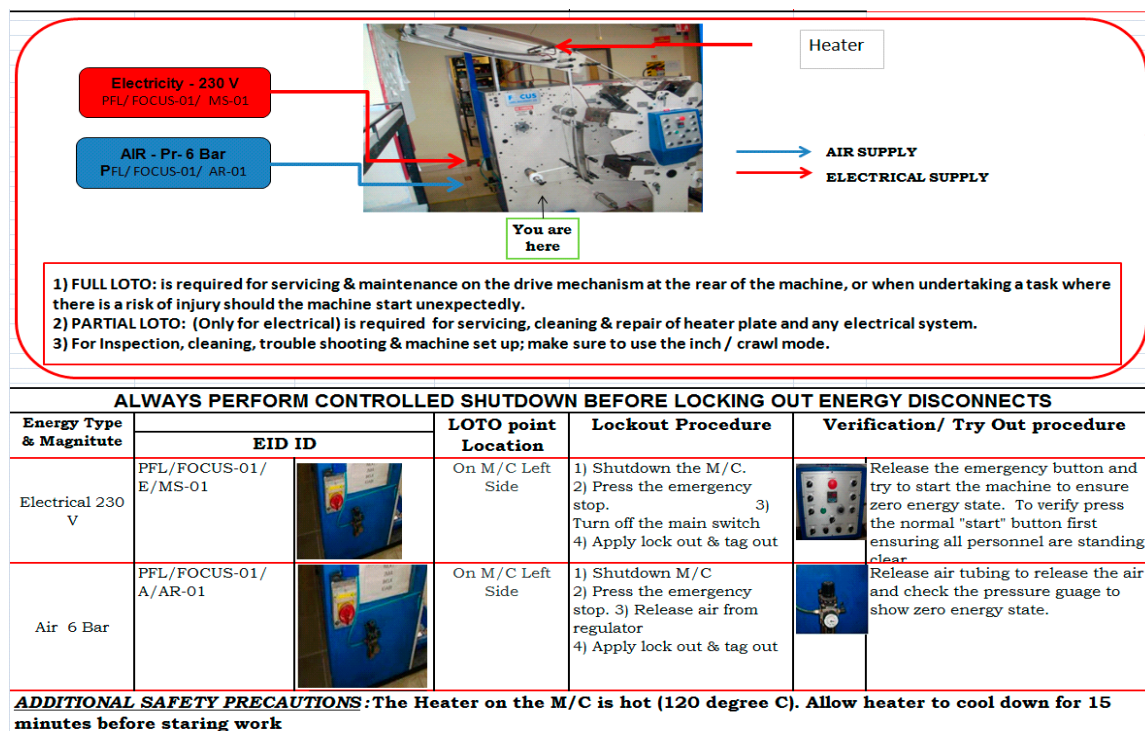 Heater
Electricity - 230 V
PFL/ FOCUS-01/ MS-01
AIR - Pr- 6 Bar
PFL/ FOCUS-01/ AR-01
FOCUS
AIR SUPPLY
ELECTRICAL SUPPLY
You are
here
1) FULL LOTO: is required for servicing & maintenance on the drive mechanism at the rear of the machine, or when undertaking a task where
there is a risk of injury should the machine start unexpectedly.
2) PARTIAL LOTO: (Only for electrical) is required for servicing, cleaning & repair of heater plate and any electrical system.
3) For Inspection, cleaning, trouble shooting & machine set up; make sure to use the inch / crawl mode.
ALWAYS PERFORM CONTROLLED SHUTDOWN BEFORE LOCKING OUT ENERGY DISCONNECTS
Energy Type
& Magnitute
EID ID
LOTO point
Location
Lockout Procedure
Verification/ Try Out procedure
Electrical 230
V
PFL/FOCUS-01/
E/MS-01
On M/C Left
Side
1) Shutdown the M/C.
2) Press the emergency
stop. 3)
Turn off the main switch
4) Apply lock out & tag out
Release the emergency button and
try to start the machine to ensure
zero energy state. To verify press
the normal "start" button first
ensuring all personnel are standing
clear
Air 6 Bar
PFL/FOCUS-01/
A/AR-01
On M/C Left
Side
1) Shutdown M/C
2) Press the emergency
stop. 3) Release air from
regulator
4) Apply lock out & tag out
Release air tubing to release the air
and check the pressure guage to
show zero energy state.
ADDITIONAL SAFETY PRECAUTIONS :The Heater on the M/C is hot (120 degree C). Allow heater to cool down for 15
minutes before staring work